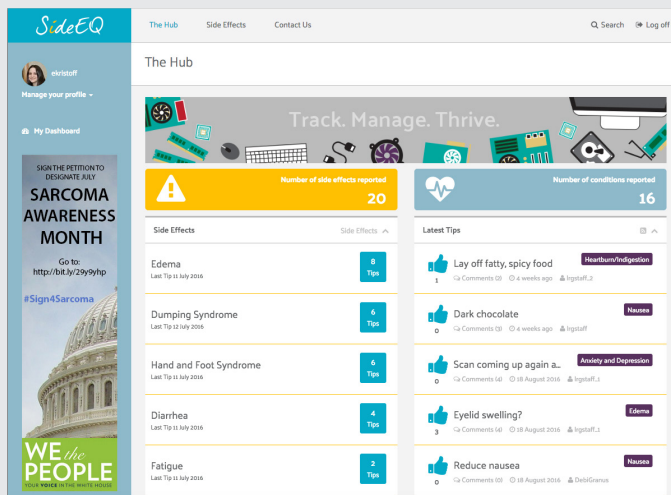 SideEQ
The Hub
Side Effects
Contact Us
Search
Log off
ekristoff
Manage your profile
My Dashboard
SIGN THE PETITION TO
DESIGNATE JULY
SARCOMA
AWARENESS
MONTH
Go to:
http://bit.ly/29y9yhp
#Sign4Sarcoma
WE the
PEOPLE
YOUR VOICE IN THE WHITE HOUSE
The Hub
Track. Manage. Thrive.
Number of side effects reported
20
Side Effects
Side Effects
Edema
Last Tip 11 July 2016
8
Tips
Dumping Syndrome
Last Tip 12 July 2016
6
Tips
Hand and Foot Syndrome
Last Tip 11 July 2016
6
Tips
Diarrhea
Last Tip 11 July 2016
4
Tips
Fatigue
Last Tip 11 July 2016
2
Tips
Number of conditions reported
16
Latest Tips
Lay off fatty, spicy food
Heartburn/Indigestion
1
Comments (2) 4 weeks ago lrgstaff_2
Dark chocolate
Nausea
0
Comments (3) 4 weeks ago lrgstaff
Scan coming up again a...
Anxiety and Depression
0
Comments (4) 18 August 2016 lrgstaff_1
Eyelid swelling?
Edema
3
Comments (4) 18 August 2016 lrgstaff_1
Reduce nausea
Nausea
0
Comments (0) 18 August 2016 DebiGranus